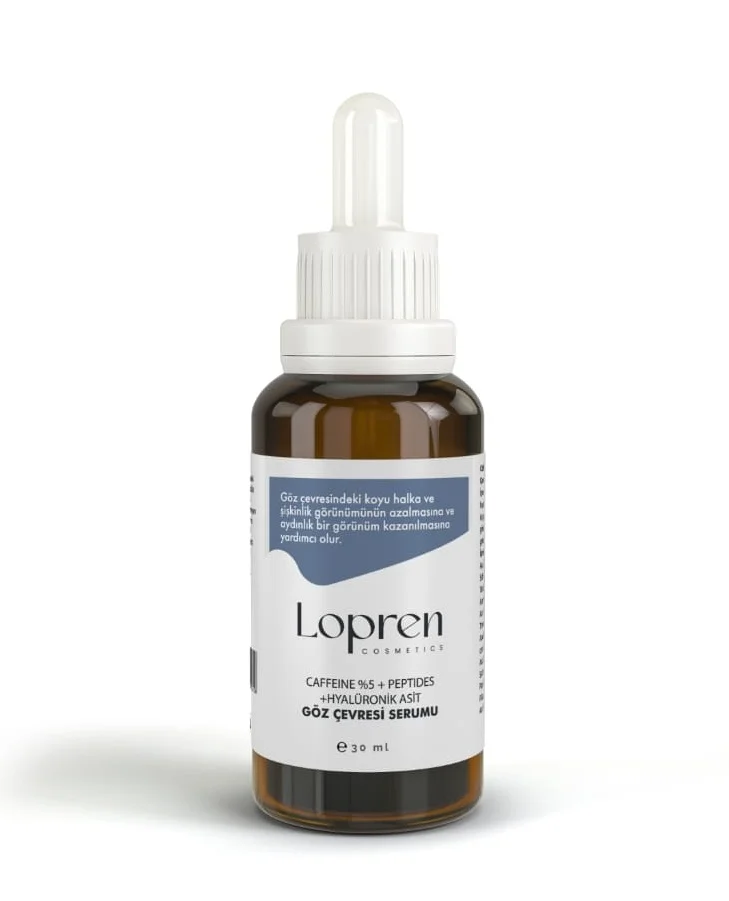 Göz çevresindeki koyu halka ve
şişkinlik görünümünün azalmasına ve
aydınlık bir görünüm kazanılmasına
yardımcı olur.
Lopren
COSMETICS
CAFFEINE %5 + PEPTIDES
+HYALÜRONİK ASİT
GÖZ ÇEVRESİ SERUMU
e 30 ml